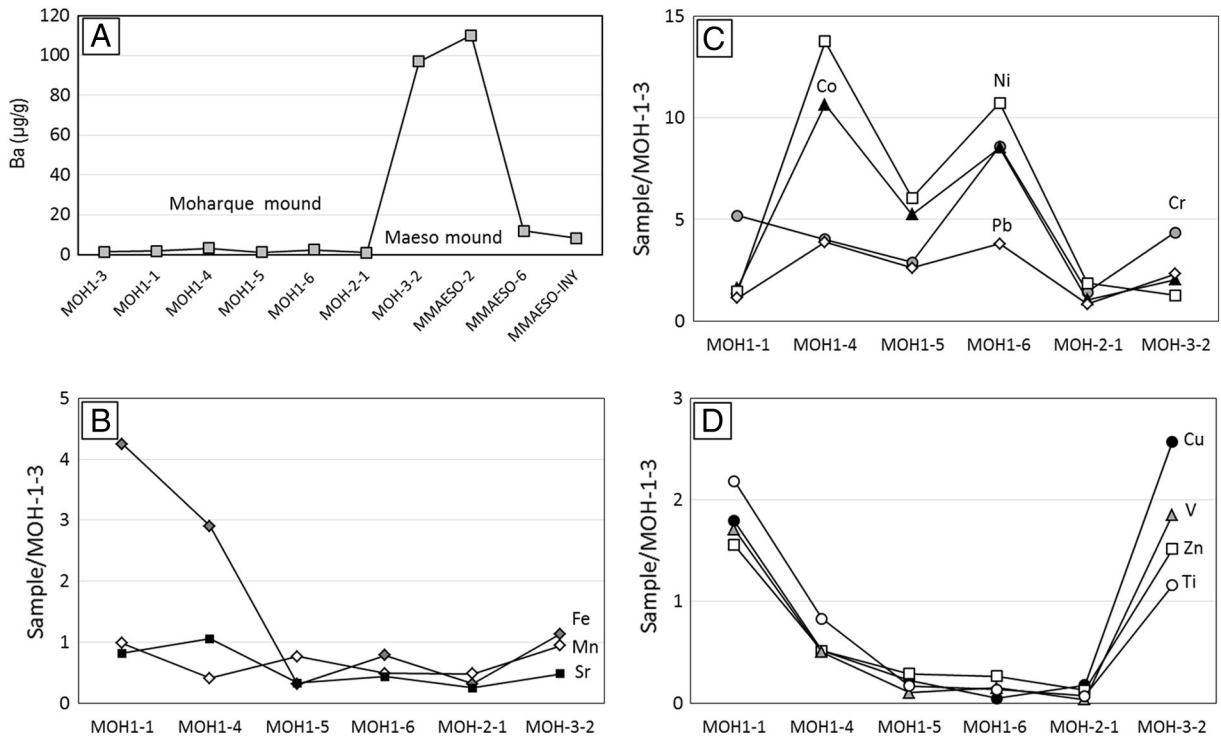 A
120
100
80
60
40
20
0
Ba (µg/g)
Moharque mound
Maeso mound
MOH1-3
MOH1-1
MOH1-4
MOH1-5
MOH1-6
MOH-2-1
MOH-3-2
MMAESO-2
MMAESO-6
MMAESO-INY
C
15
10
5
0
Sample/MOH-1-3
Co
Ni
Pb
Cr
MOH1-1 MOH1-4 MOH1-5 MOH1-6 MOH-2-1 MOH-3-2
B
5
4
3
2
1
0
Sample/MOH-1-3
Fe
Mn
Sr
MOH1-1 MOH1-4 MOH1-5 MOH1-6 MOH-2-1 MOH-3-2
D
3
2
1
0
Sample/MOH-1-3
Cu
V
Zn
Ti
MOH1-1 MOH1-4 MOH1-5 MOH1-6 MOH-2-1 MOH-3-2